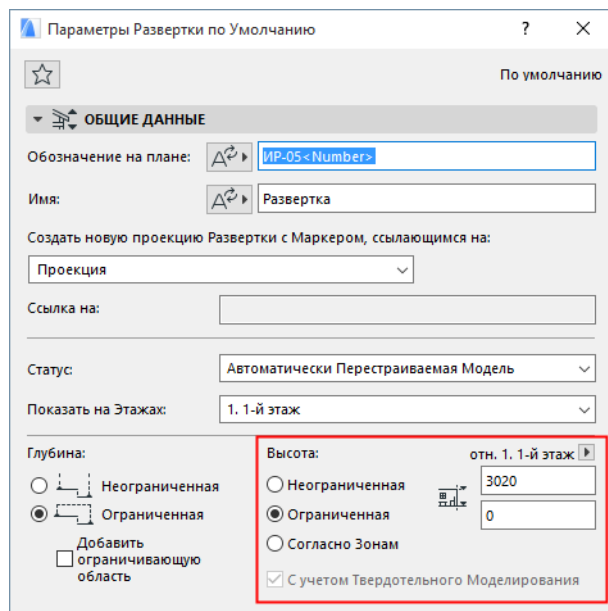 Параметры Развертки по Умолчанию
?
По умолчанию
ОБЩИЕ ДАННЫЕ
Обозначение на плане:
ИР-05<Number>
Имя:
Развертка
Создать новую проекцию Развертки с Маркером, ссылающимся на:
Проекция
Ссылка на:
Статус:
Автоматически Перестраиваемая Модель
Показать на Этажах:
1. 1-й этаж
Глубина:
Неограниченная
Ограниченная
Добавить
ограничивающую
область
Высота:
отн. 1. 1-й этаж
Неограниченная
3020
Ограниченная
0
Согласно Зонам
С учетом Твердотельного Моделирования